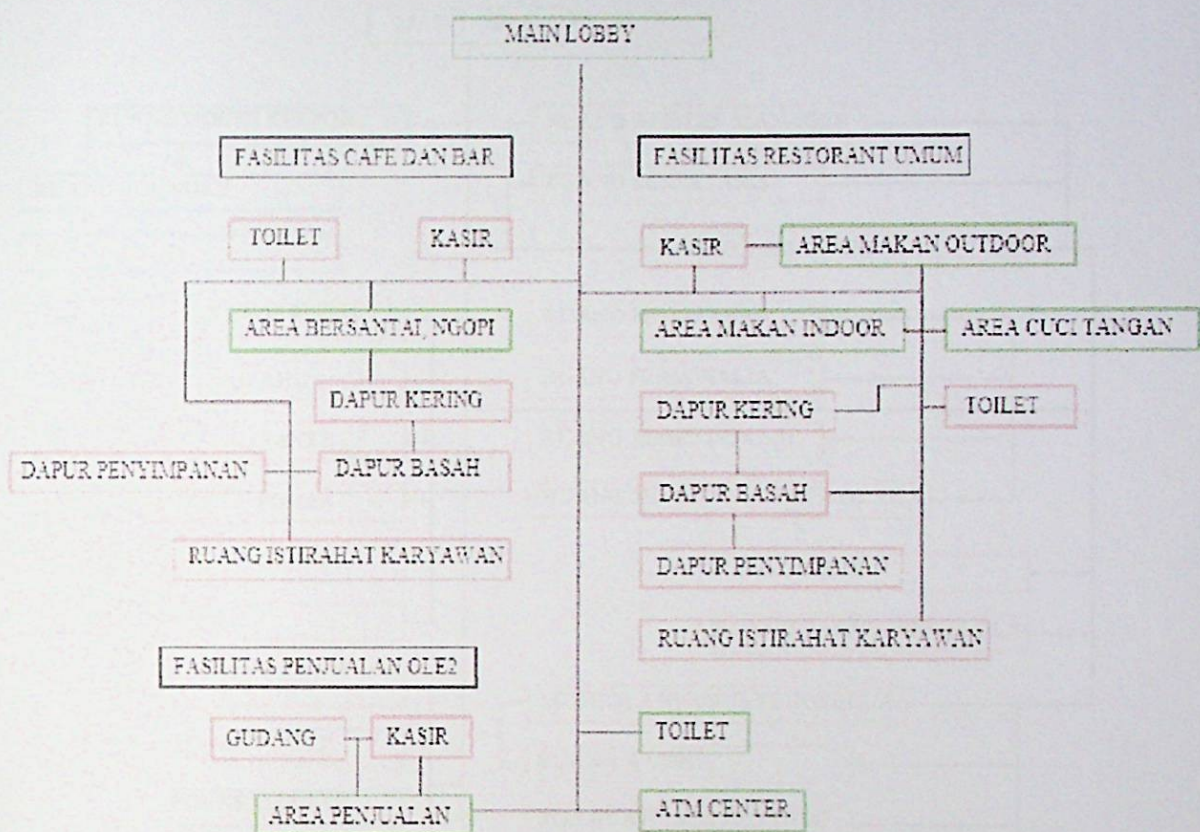 MAIN LOBBY
FASILITAS CAFE DAN BAR
FASILITAS RESTORANT UMUM
TOILET
KASIR
KASIR
AREA MAKAN OUTDOOR
AREA BERSANTAI, NGOPI
AREA MAKAN INDOOR
AREA CUCI TANGAN
DAPUR KERING
DAPUR KERING
TOILET
DAPUR PENYIMPANAN
DAPUR BASAH
DAPUR BASAH
RUANG ISTIRAHAT KARYAWAN
DAPUR PENYIMPANAN
RUANG ISTIRAHAT KARYAWAN
FASILITAS PENJUALAN OLE2
GUDANG
KASIR
TOILET
AREA PENJUALAN
ATM CENTER